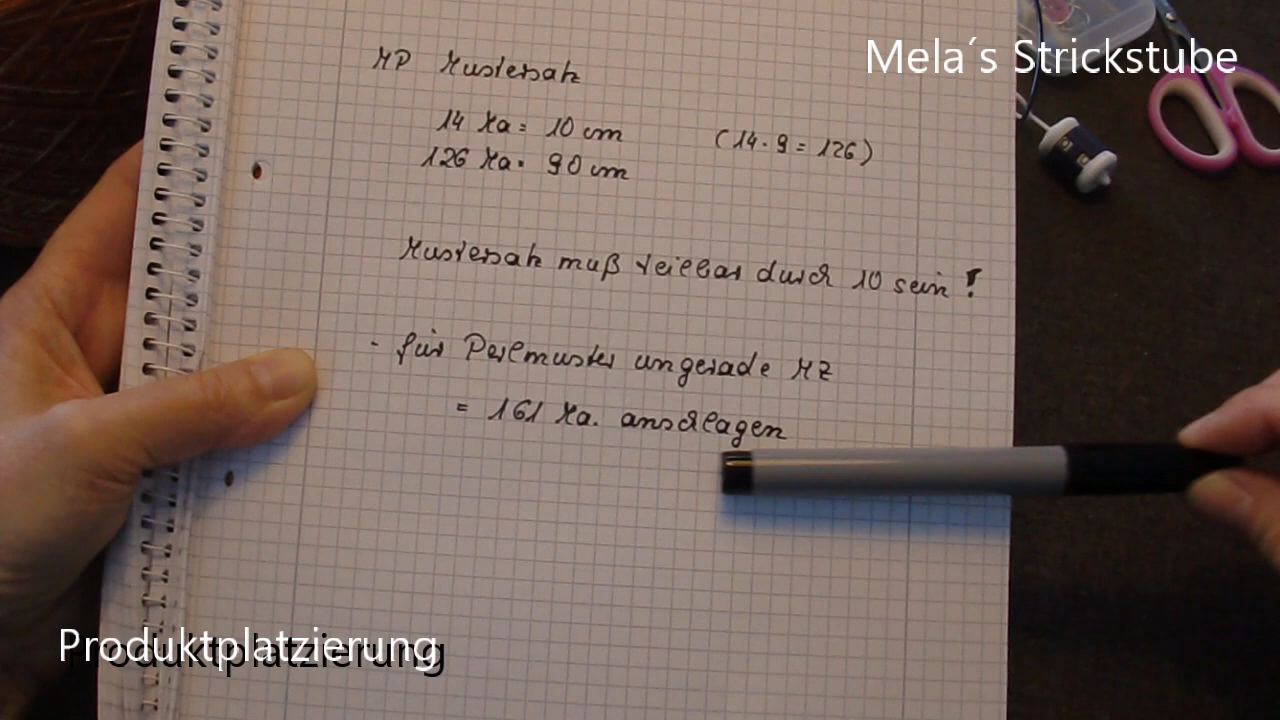 Mela´s Strickstube
MP Mustersatz
14 Ma = 10 cm (14 · 9 = 126)
126 Ma = 90 cm
Mustersatz muß teilbar durch 10 sein !
- für Perlmuster ungerade MZ
= 161 Ma. anschlagen
Produktplatzierung